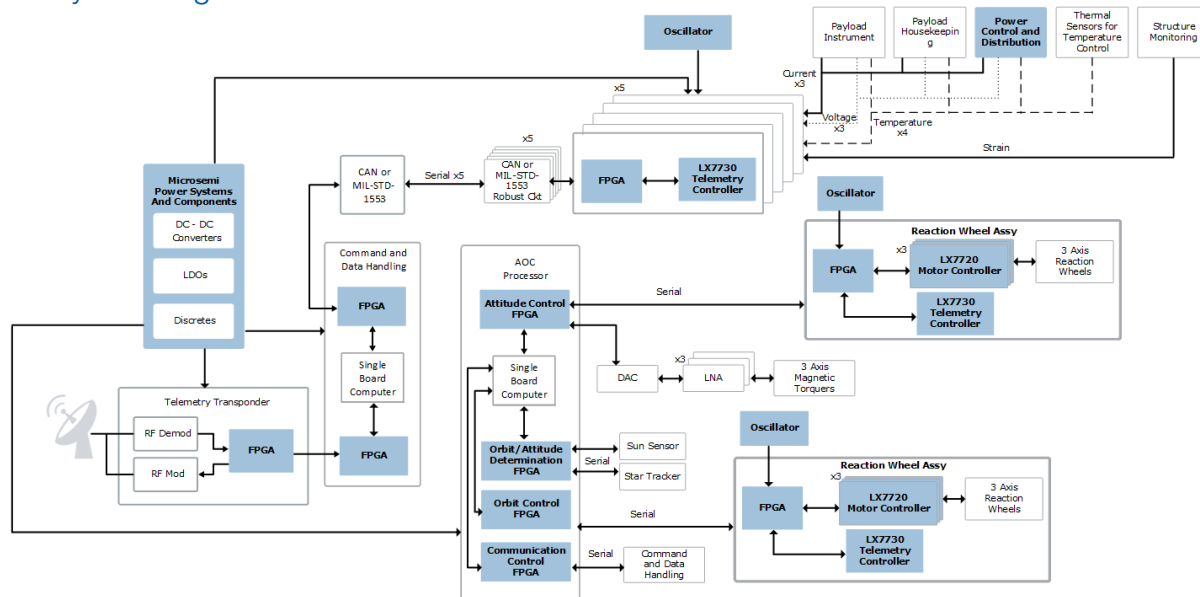 Oscillator
Payload
Instrument
Payload
Housekeepin
g
Power
Control and
Distribution
Thermal
Sensors for
Temperature
Control
Structure
Monitoring
Current
x3
x5
Voltage
x3
Temperature
x4
Strain
x5
CAN or
MIL-STD-
1553
Serial x5
CAN or
MIL-STD-
1553
Robust Ckt
FPGA
LX7730
Telemetry
Controller
Microsemi
Power Systems
And Components
DC - DC
Converters
LDOs
Discretes
Command and
Data Handling
FPGA
Single
Board
Computer
FPGA
Telemetry Transponder
RF Demod
RF Mod
FPGA
AOC
Processor
Attitude Control
FPGA
Single
Board
Computer
Orbit/Attitude
Determination
FPGA
Orbit Control
FPGA
Communication
Control
FPGA
Serial
Oscillator
Reaction Wheel Assy
FPGA
x3
LX7720
Motor Controller
3 Axis
Reaction
Wheels
LX7730
Telemetry
Controller
DAC
x3
LNA
3 Axis
Magnetic
Torquers
Sun Sensor
Serial
Star Tracker
Serial
Serial
Command
and Data
Handling
Oscillator
Reaction Wheel Assy
FPGA
x3
LX7720
Motor Controller
3 Axis
Reaction
Wheels
LX7730
Telemetry
Controller